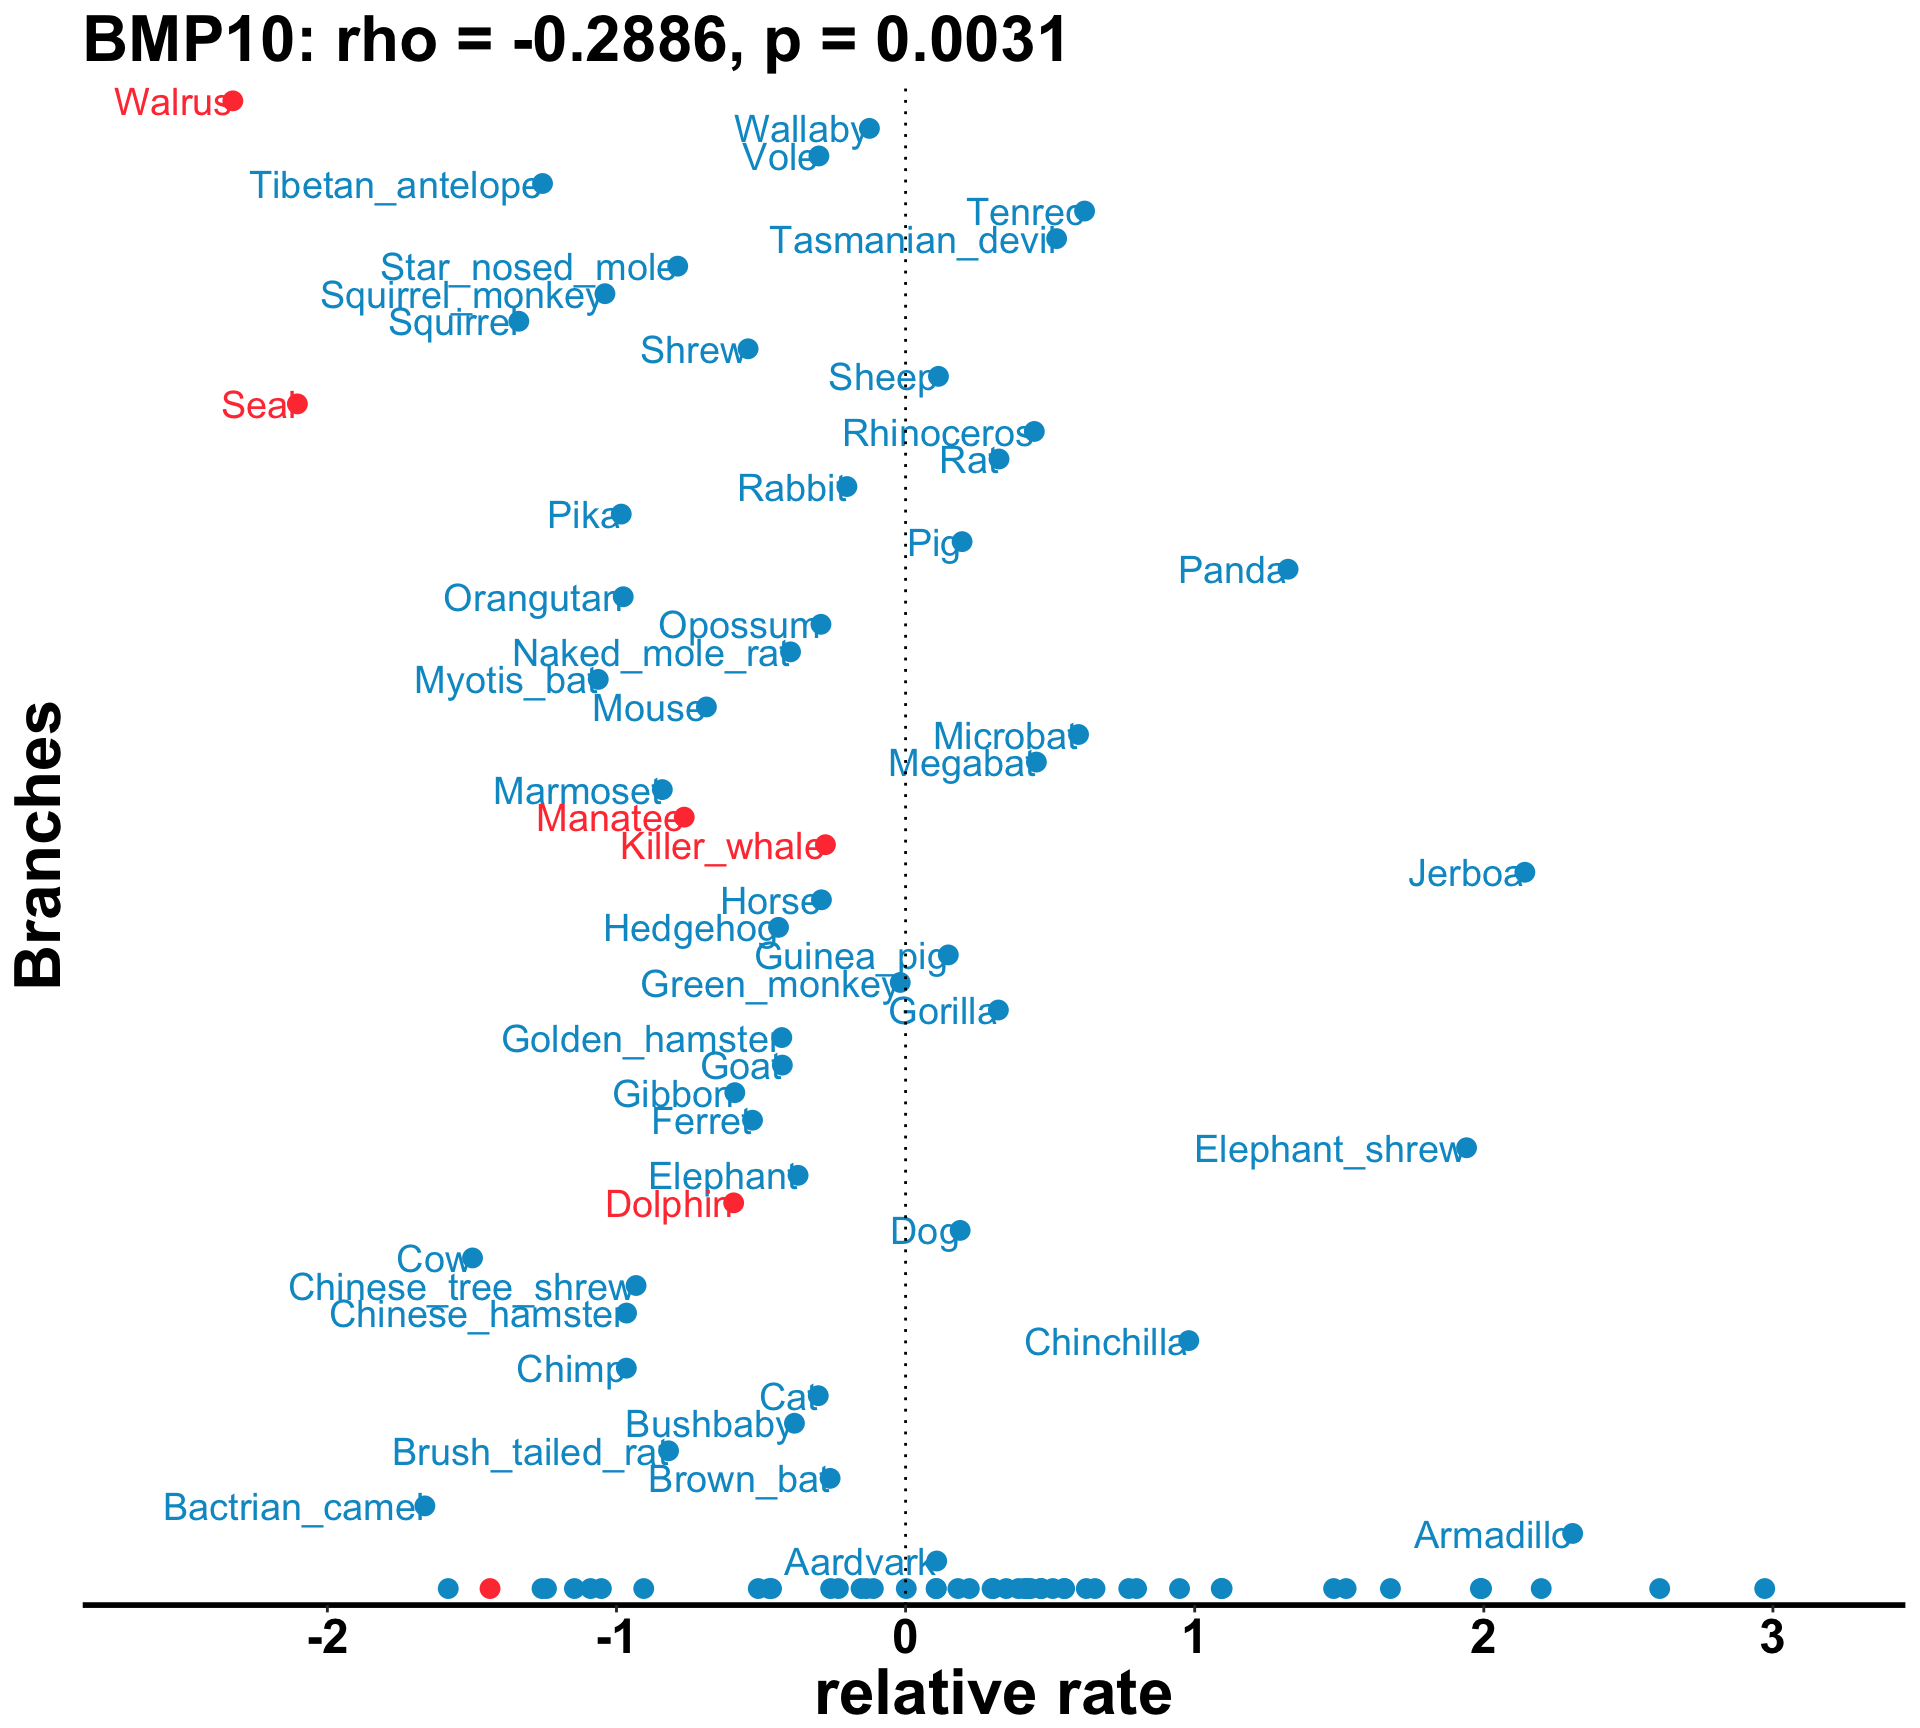 BMP10: rho = -0.2886, p = 0.0031
Walrus
Wallaby
Vole
Tibetan_antelope
Tenrec
Tasmanian_devil
Star_nosed_mole
Squirrel_monkey
Squirrel
Shrew
Sheep
Seal
Rhinoceros
Rat
Rabbit
Pika
Pig
Panda
Orangutan
Opossum
Naked_mole_rat
Myotis_bat
Mouse
Microbat
Megabat
Marmoset
Manatee
Killer_whale
Jerboa
Horse
Hedgehog
Guinea_pig
Green_monkey
Gorilla
Golden_hamster
Goat
Gibbon
Ferret
Elephant_shrew
Elephant
Dolphin
Dog
Cow
Chinese_tree_shrew
Chinese_hamster
Chinchilla
Chimp
Cat
Bushbaby
Brush_tailed_rat
Brown_bat
Bactrian_camel
Armadillo
Aardvark
Branches
-2 -1 0 1 2 3
relative rate